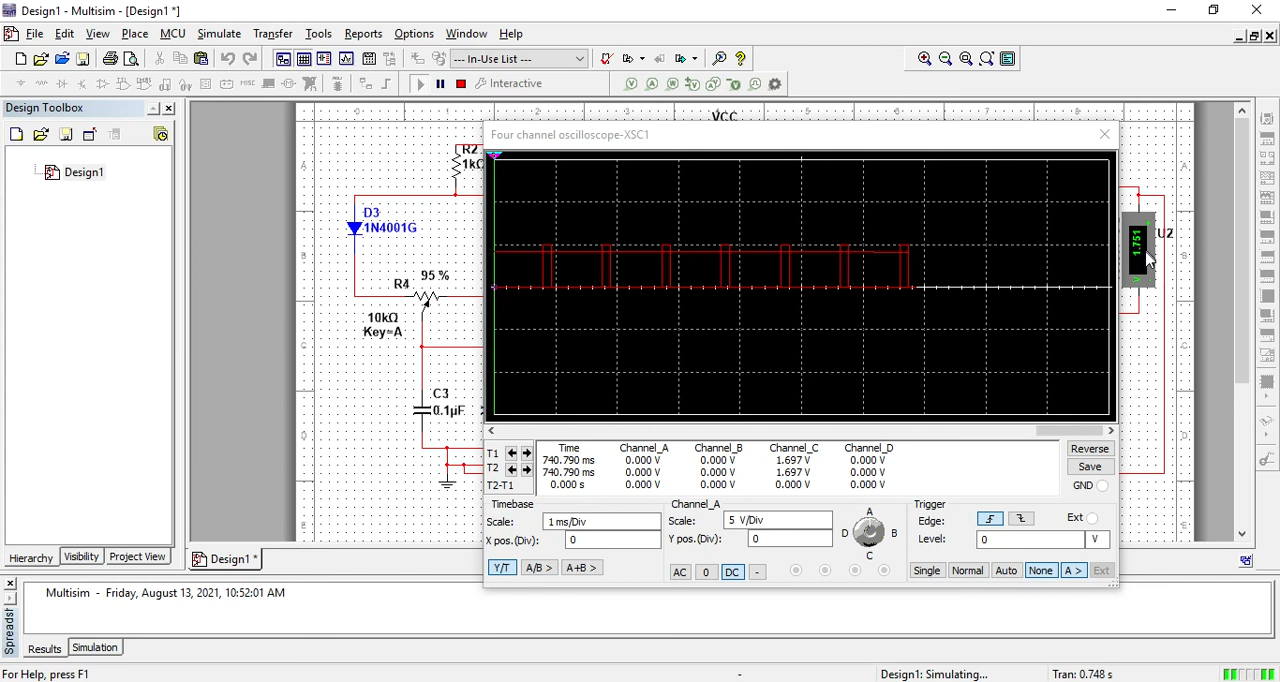 Design1 - Multisim - [Design1 *]
File Edit View Place MCU Simulate Transfer Tools Reports Options Window Help
--- In-Use List ---
Interactive
Design Toolbox
Design1
VCC
R2
1kΩ
D3
1N4001G
95 %
R4
10kΩ
Key=A
C3
0.1µF
U2
1.751
V
Four channel oscilloscope-XSC1
Time Channel_A Channel_B Channel_C Channel_D
T1 740.790 ms 0.000 V 0.000 V 1.697 V 0.000 V
T2 740.790 ms 0.000 V 0.000 V 1.697 V 0.000 V
T2-T1 0.000 s 0.000 V 0.000 V 0.000 V 0.000 V
Reverse
Save
GND
Timebase
Scale: 1 ms/Div
X pos.(Div): 0
Y/T A/B > A+B >
Channel_A
Scale: 5 V/Div
Y pos.(Div): 0
AC 0 DC -
A
D B
C
Trigger
Edge: Ext
Level: 0 V
Single Normal Auto None A > Ext
Hierarchy Visibility Project View
Design1 *
Multisim - Friday, August 13, 2021, 10:52:01 AM
Results Simulation
For Help, press F1
-
Design1: Simulating...
Tran: 0.748 s